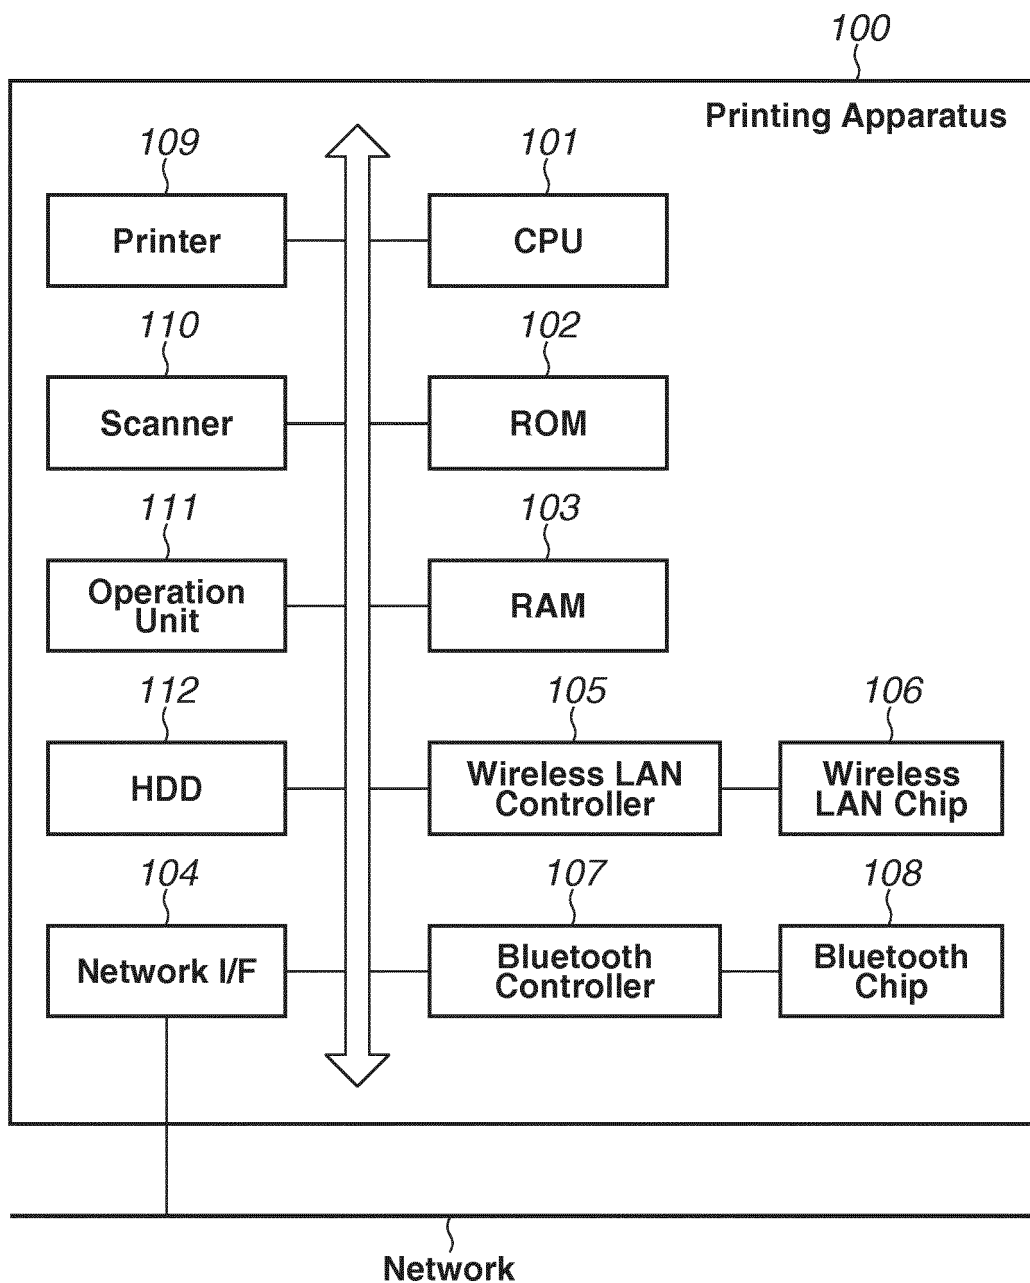 100
Printing Apparatus
109
101
Printer
CPU
110
102
Scanner
ROM
111
103
Operation
Unit
RAM
112
105
106
HDD
Wireless LAN
Controller
Wireless
LAN Chip
104
107
108
Network I/F
Bluetooth
Controller
Bluetooth
Chip
Network